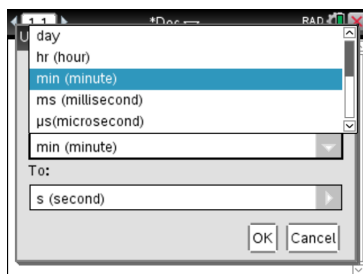 1.1
*Doc
RAD
U
day
hr (hour)
min (minute)
ms (millisecond)
µs(microsecond)
min (minute)
To:
s (second)
OK Cancel